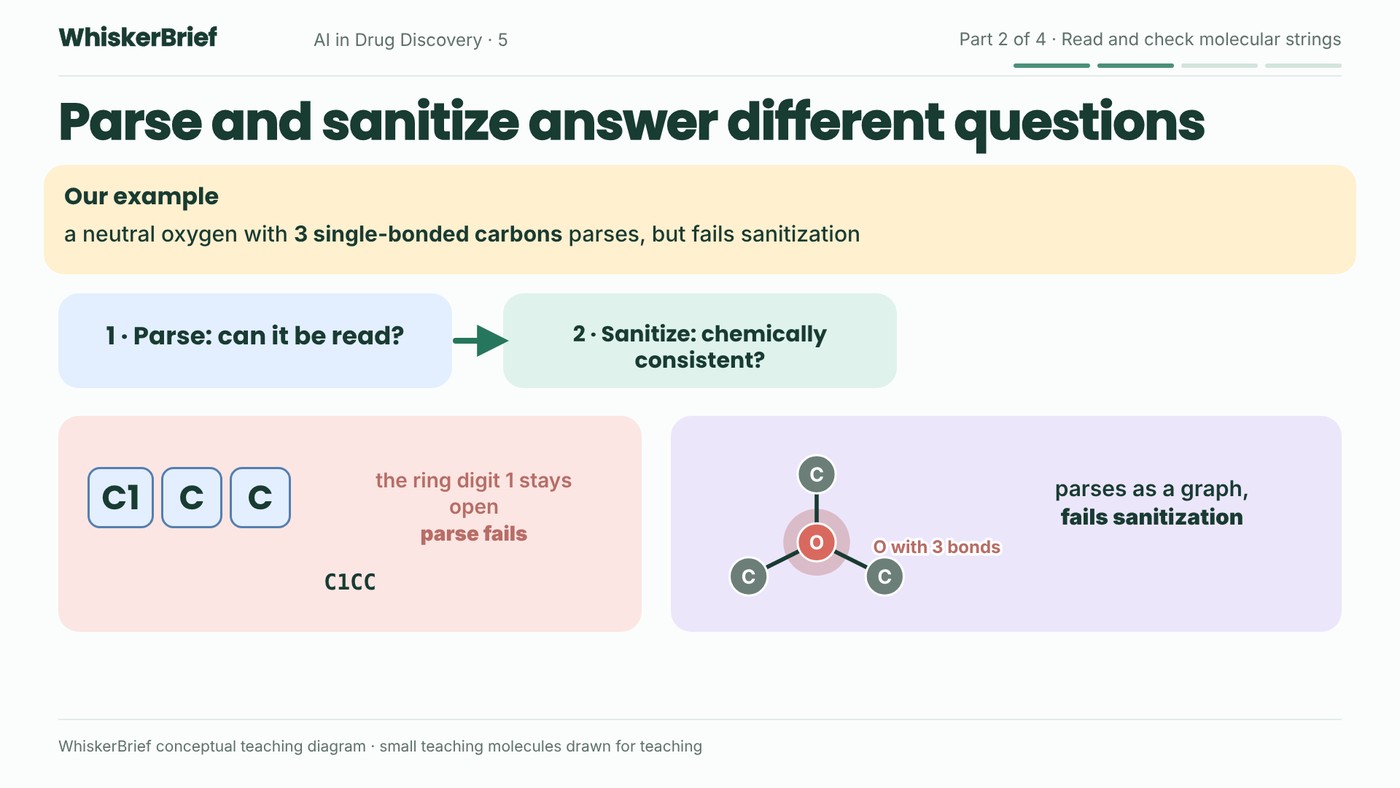 WhiskerBrief
AI in Drug Discovery · 5
Part 2 of 4 · Read and check molecular strings
Parse and sanitize answer different questions
Our example
a neutral oxygen with 3 single-bonded carbons parses, but fails sanitization
1 · Parse: can it be read?
2 · Sanitize: chemically
consistent?
C1 C C
the ring digit 1 stays
open
parse fails
C1CC
C
O
O with 3 bonds
C
C
parses as a graph,
fails sanitization
WhiskerBrief conceptual teaching diagram · small teaching molecules drawn for teaching